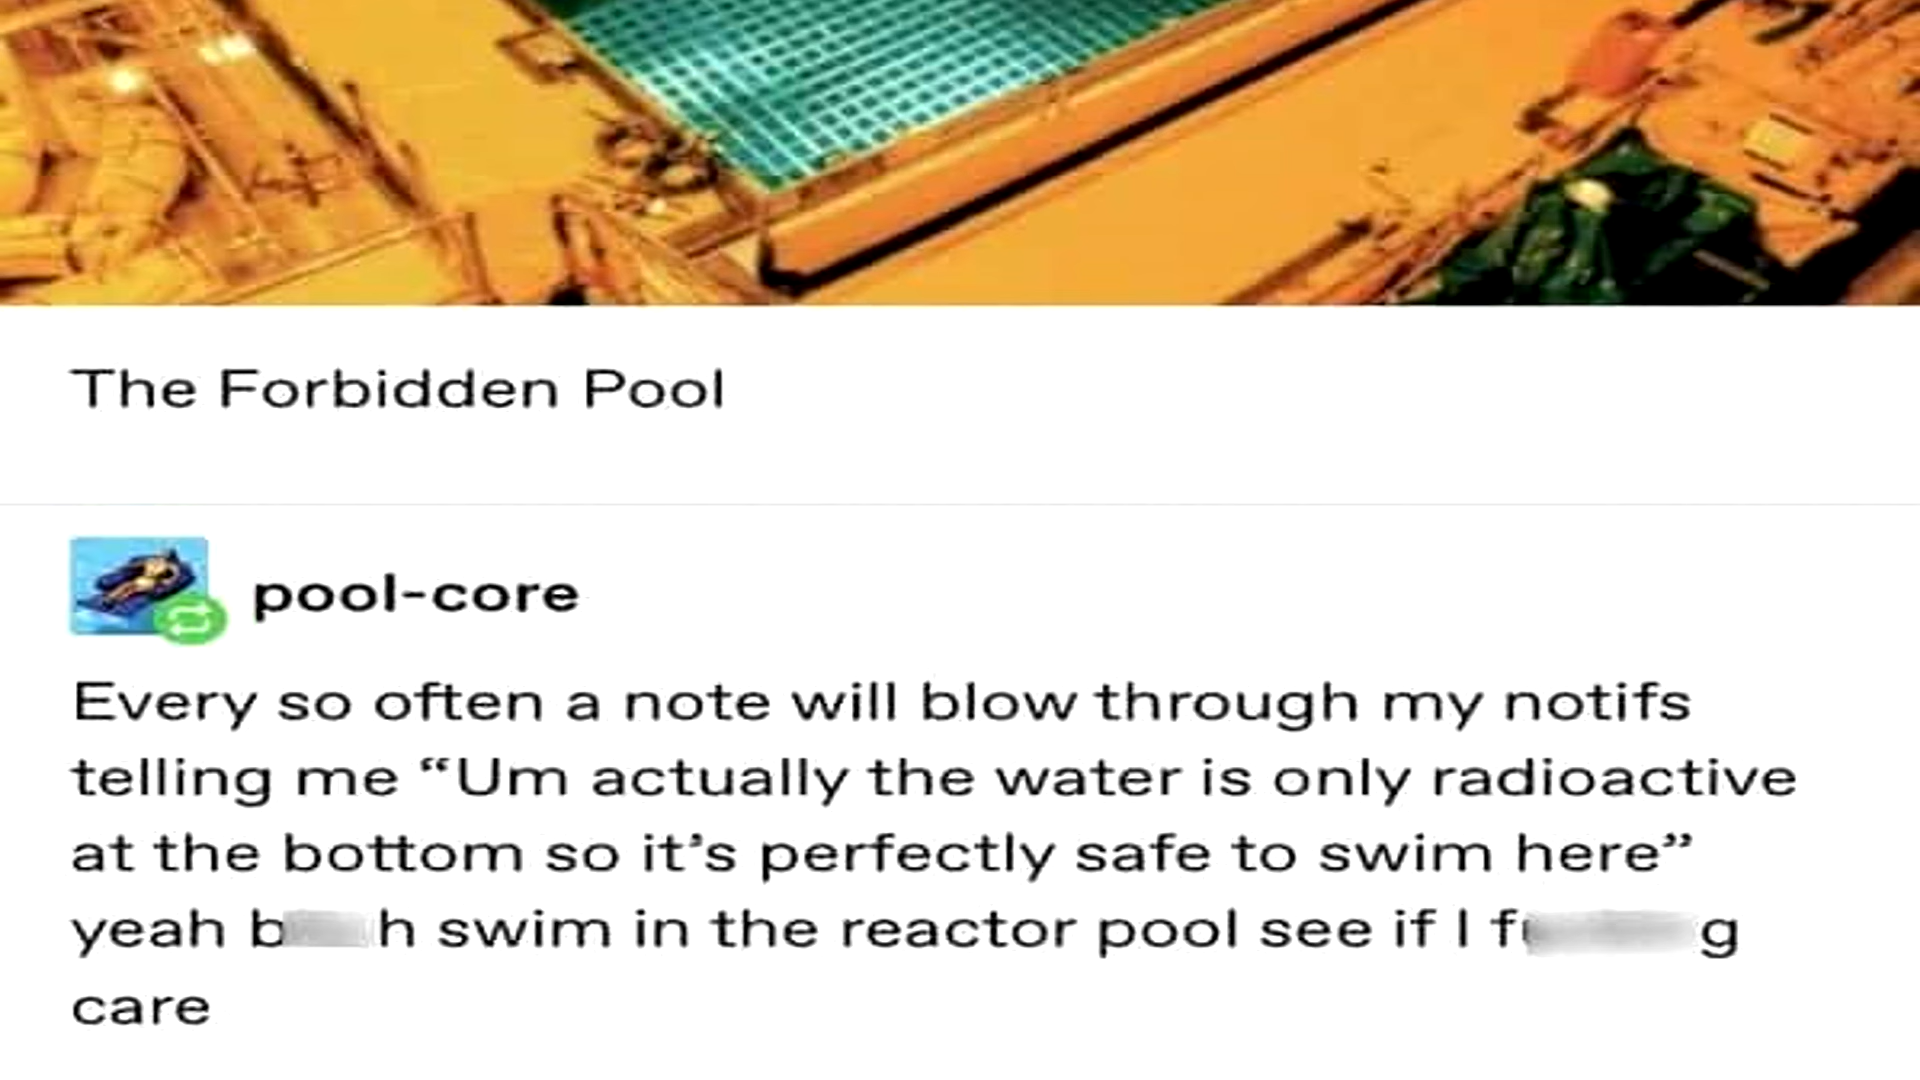 The Forbidden Pool
pool-core
Every so often a note will blow through my notifs
telling me “Um actually the water is only radioactive
at the bottom so it’s perfectly safe to swim here”
yeah b h swim in the reactor pool see if I f g
care